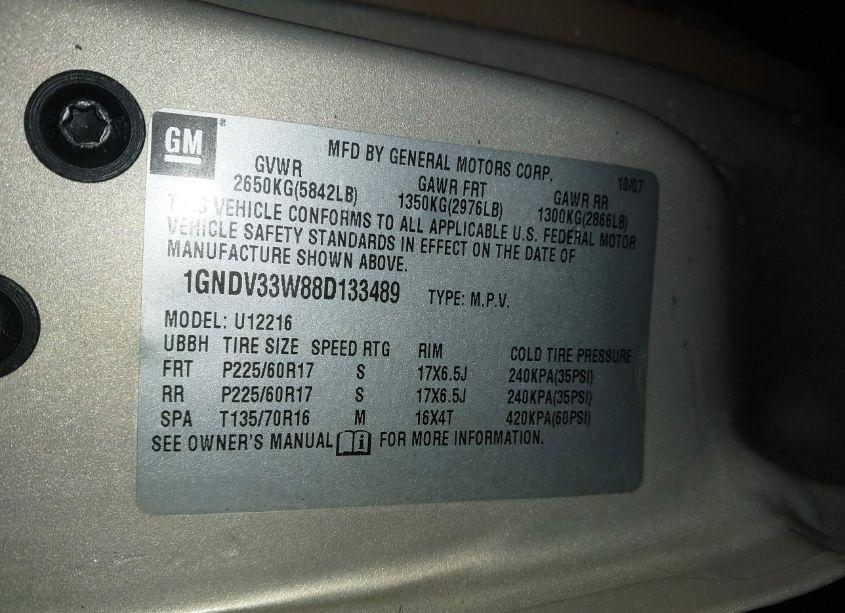 GM®
MFD BY GENERAL MOTORS CORP. 10/07
GVWR GAWR FRT GAWR RR
2650KG(5842LB) 1350KG(2976LB) 1300KG(2866LB)
THIS VEHICLE CONFORMS TO ALL APPLICABLE U.S. FEDERAL MOTOR
VEHICLE SAFETY STANDARDS IN EFFECT ON THE DATE OF
MANUFACTURE SHOWN ABOVE.
1GNDV33W88D133489 TYPE: M.P.V.
MODEL: U12216
UBBH TIRE SIZE SPEED RTG RIM COLD TIRE PRESSURE
FRT P225/60R17 S 17X6.5J 240KPA(35PSI)
RR P225/60R17 S 17X6.5J 240KPA(35PSI)
SPA T135/70R16 M 16X4T 420KPA(60PSI)
SEE OWNER'S MANUAL i FOR MORE INFORMATION.